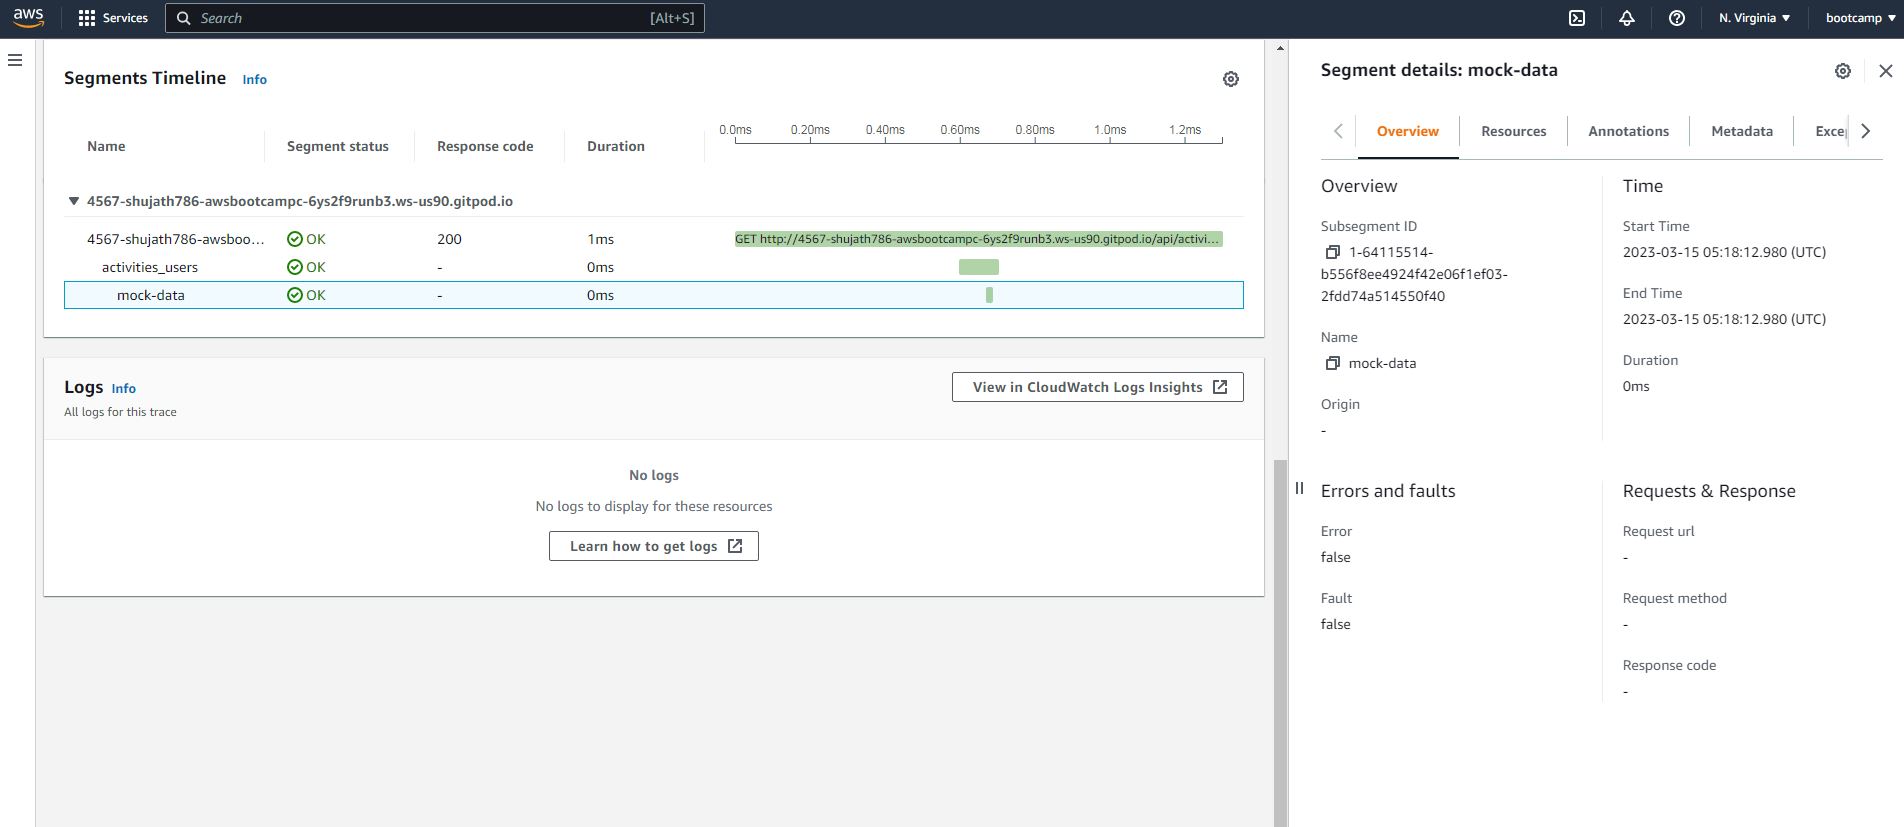 aws
Services
Search
[Alt+S]
N. Virginia
bootcamp
Segments Timeline Info
Name Segment status Response code Duration
0.0ms 0.20ms 0.40ms 0.60ms 0.80ms 1.0ms 1.2ms
4567-shujath786-awsbootcampc-6ys2f9runb3.ws-us90.gitpod.io
4567-shujath786-awsboo... OK 200 1ms GET http://4567-shujath786-awsbootcampc-6ys2f9runb3.ws-us90.gitpod.io/api/activi...
activities_users OK - 0ms
mock-data OK - 0ms
Logs Info
All logs for this trace
View in CloudWatch Logs Insights
No logs
No logs to display for these resources
Learn how to get logs
Segment details: mock-data
Overview Resources Annotations Metadata Exce
Overview
Subsegment ID
1-64115514-
b556f8ee4924f42e06f1ef03-
2fdd74a514550f40
Name
mock-data
Origin
-
Time
Start Time
2023-03-15 05:18:12.980 (UTC)
End Time
2023-03-15 05:18:12.980 (UTC)
Duration
0ms
Errors and faults
Error
false
Fault
false
Requests & Response
Request url
-
Request method
-
Response code
-